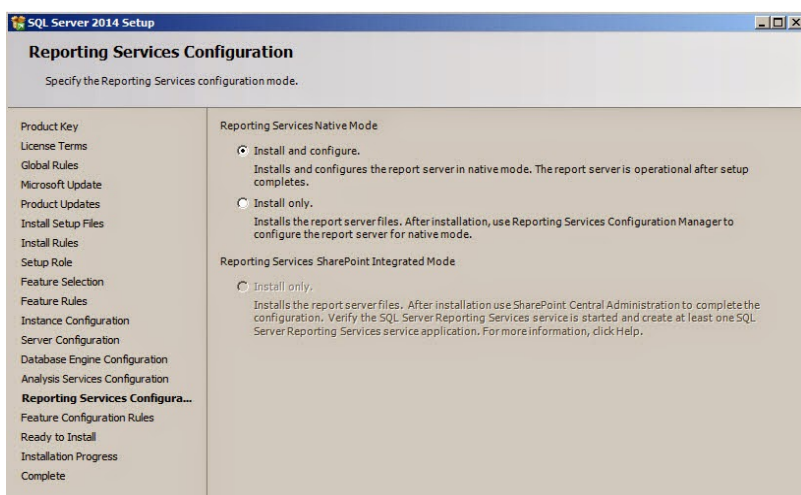 SQL Server 2014 Setup
Reporting Services Configuration
Specify the Reporting Services configuration mode.
Product Key
License Terms
Global Rules
Microsoft Update
Product Updates
Install Setup Files
Install Rules
Setup Role
Feature Selection
Feature Rules
Instance Configuration
Server Configuration
Database Engine Configuration
Analysis Services Configuration
Reporting Services Configura...
Feature Configuration Rules
Ready to Install
Installation Progress
Complete
Reporting Services Native Mode
Install and configure.
Installs and configures the report server in native mode. The report server is operational after setup
completes.
Install only.
Installs the report server files. After installation, use Reporting Services Configuration Manager to
configure the report server for native mode.
Reporting Services SharePoint Integrated Mode
Install only.
Installs the report server files. After installation use SharePoint Central Administration to complete the
configuration. Verify the SQL Server Reporting Services service is started and create at least one SQL
Server Reporting Services service application. For more information, click Help.